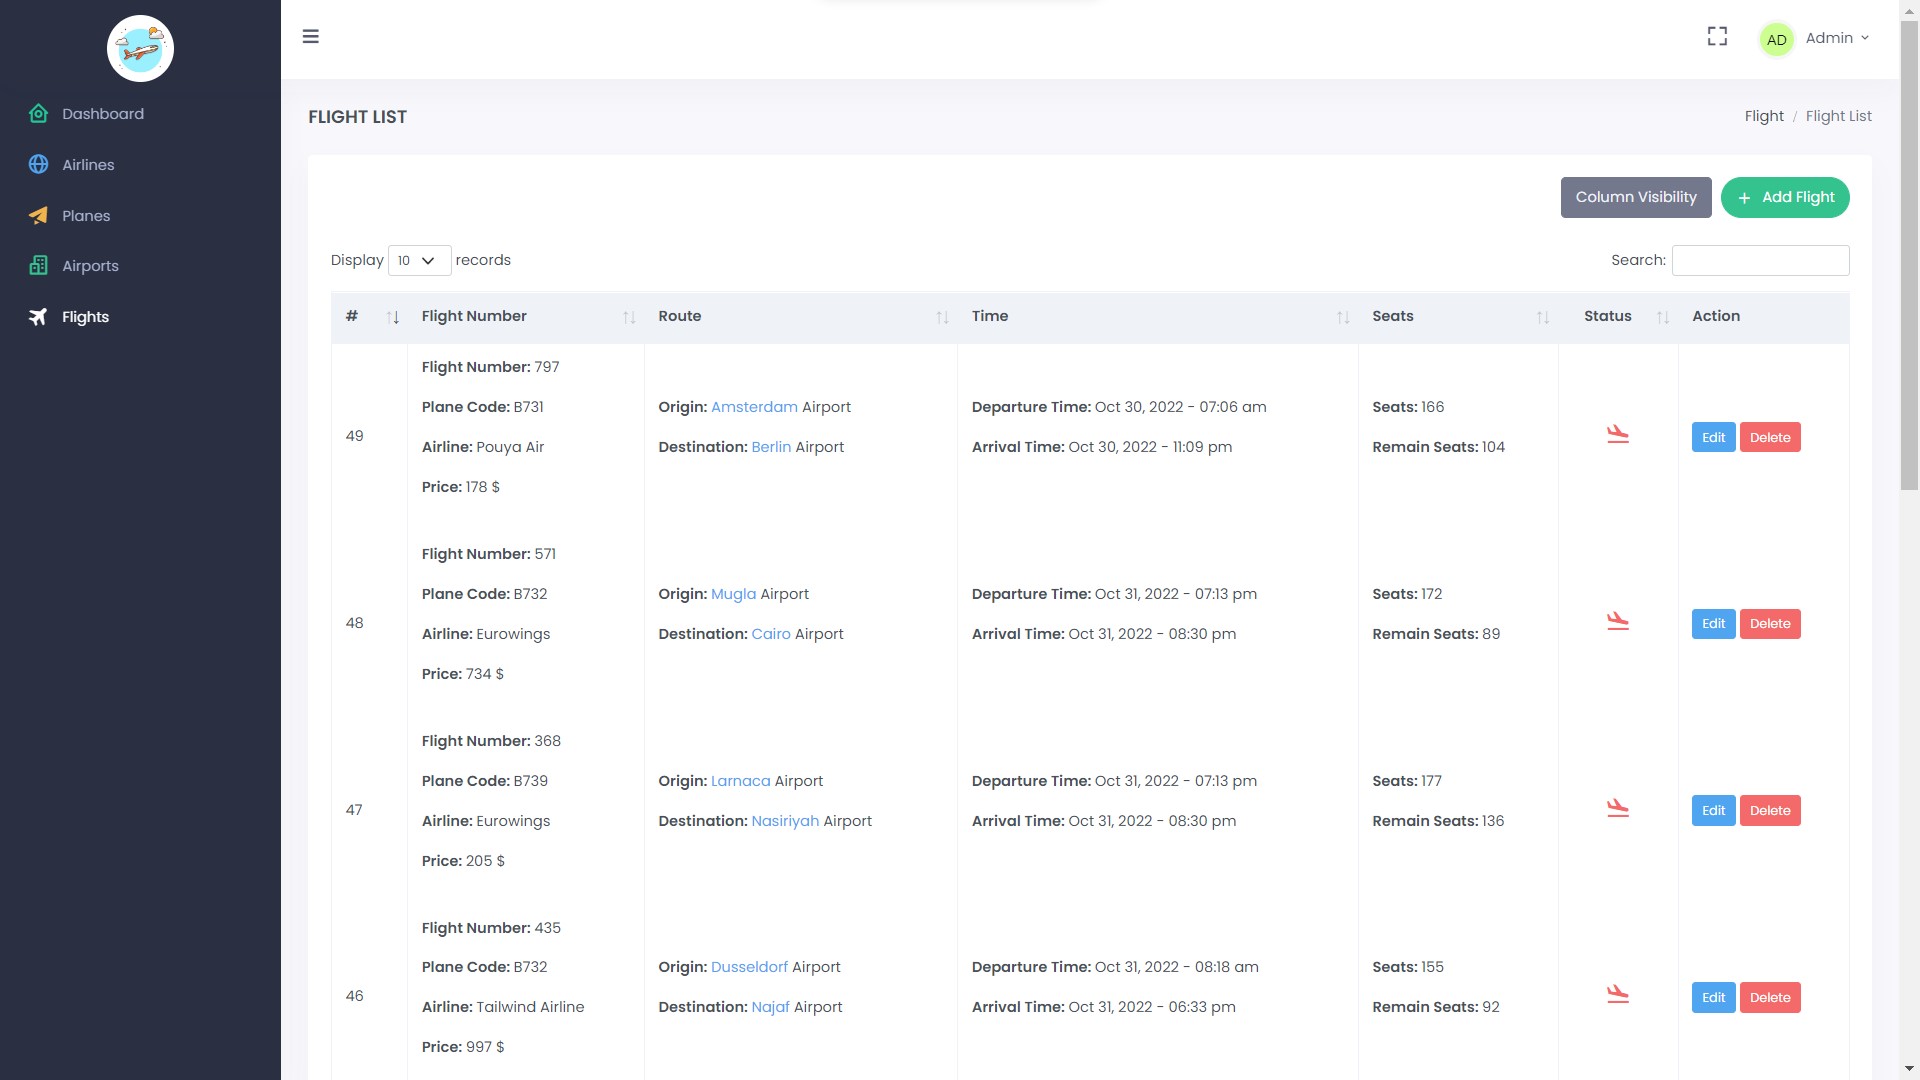 AD Admin
Dashboard
Airlines
Planes
Airports
Flights
FLIGHT LIST
Flight / Flight List
Column Visibility
+ Add Flight
Display 10 records
Search:
# Flight Number Route Time Seats Status Action
49
Flight Number: 797
Plane Code: B731
Airline: Pouya Air
Price: 178 $
Origin: Amsterdam Airport
Destination: Berlin Airport
Departure Time: Oct 30, 2022 - 07:06 am
Arrival Time: Oct 30, 2022 - 11:09 pm
Seats: 166
Remain Seats: 104
Edit Delete
48
Flight Number: 571
Plane Code: B732
Airline: Eurowings
Price: 734 $
Origin: Mugla Airport
Destination: Cairo Airport
Departure Time: Oct 31, 2022 - 07:13 pm
Arrival Time: Oct 31, 2022 - 08:30 pm
Seats: 172
Remain Seats: 89
Edit Delete
47
Flight Number: 368
Plane Code: B739
Airline: Eurowings
Price: 205 $
Origin: Larnaca Airport
Destination: Nasiriyah Airport
Departure Time: Oct 31, 2022 - 07:13 pm
Arrival Time: Oct 31, 2022 - 08:30 pm
Seats: 177
Remain Seats: 136
Edit Delete
46
Flight Number: 435
Plane Code: B732
Airline: Tailwind Airline
Price: 997 $
Origin: Dusseldorf Airport
Destination: Najaf Airport
Departure Time: Oct 31, 2022 - 08:18 am
Arrival Time: Oct 31, 2022 - 06:33 pm
Seats: 155
Remain Seats: 92
Edit Delete